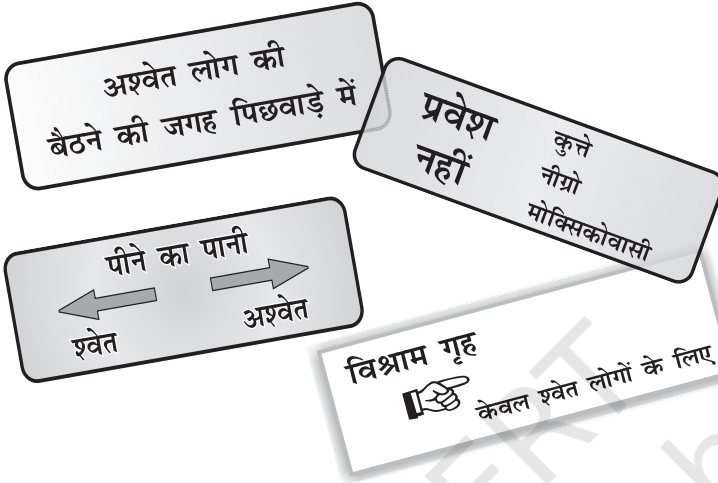 अश्वेत लोग की
बैठने की जगह पिछवाड़े में
प्रवेश
नहीं
कुत्ते
नीग्रो
मोक्सिकोवासी
पीने का पानी
श्वेत
अश्वेत
विश्राम गृह
केवल श्वेत लोगों के लिए